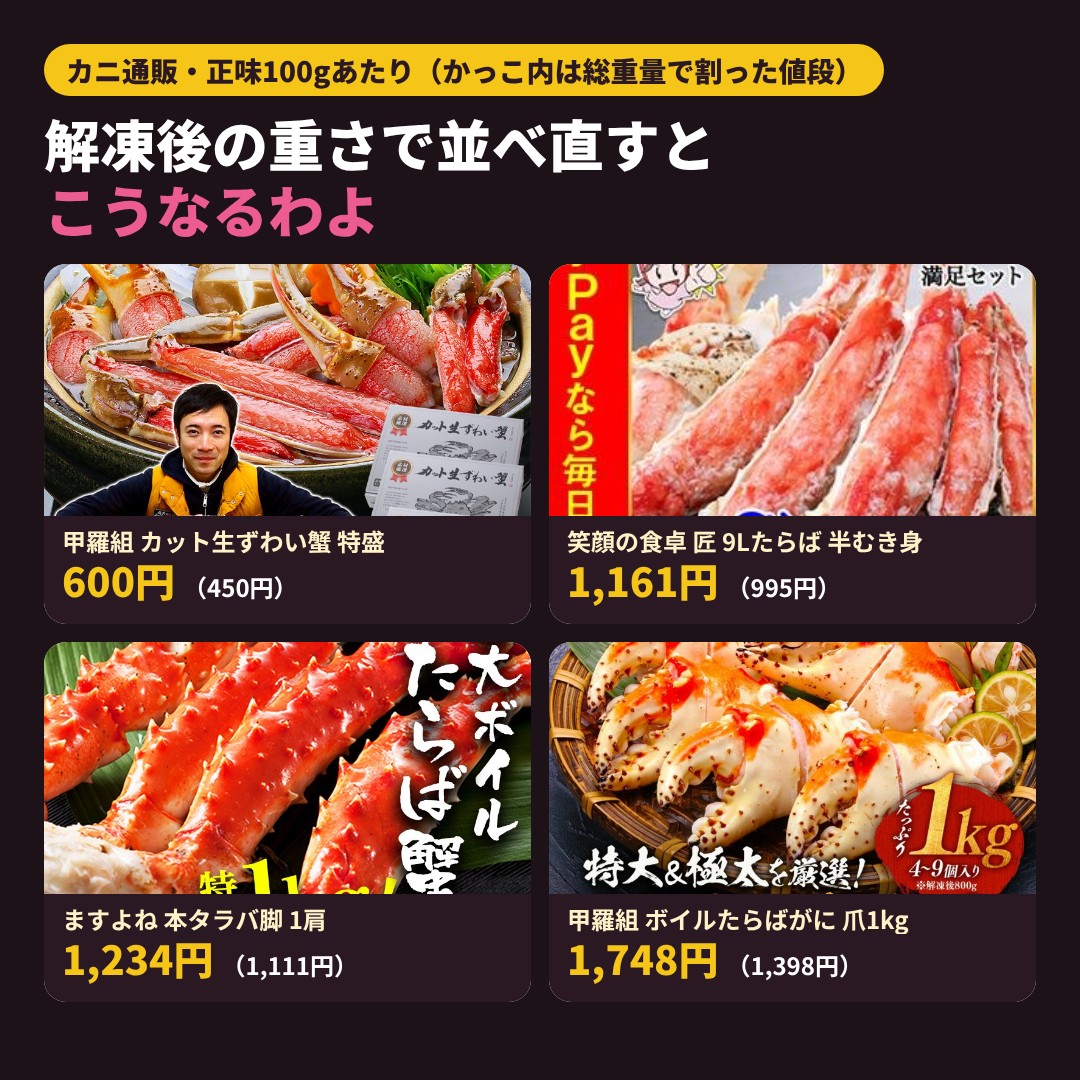 カニ通販・正味100gあたり（かっこ内は総重量で割った値段）
解凍後の重さで並べ直すと
こうなるわよ
カット生ずわい蟹
カット生ずわい蟹
甲羅組 カット生ずわい蟹 特盛
600円（450円）
満足セット
Payなら毎日
笑顔の食卓 匠 9Lたらば 半むき身
1,161円（995円）
大ボイル
たらば蟹
特1kg!
ますよね 本タラバ脚 1肩
1,234円（1,111円）
たっぷり
1kg
4~9個入り
※解凍後800g
特大&極太を厳選!
甲羅組 ボイルたらばがに 爪1kg
1,748円（1,398円）